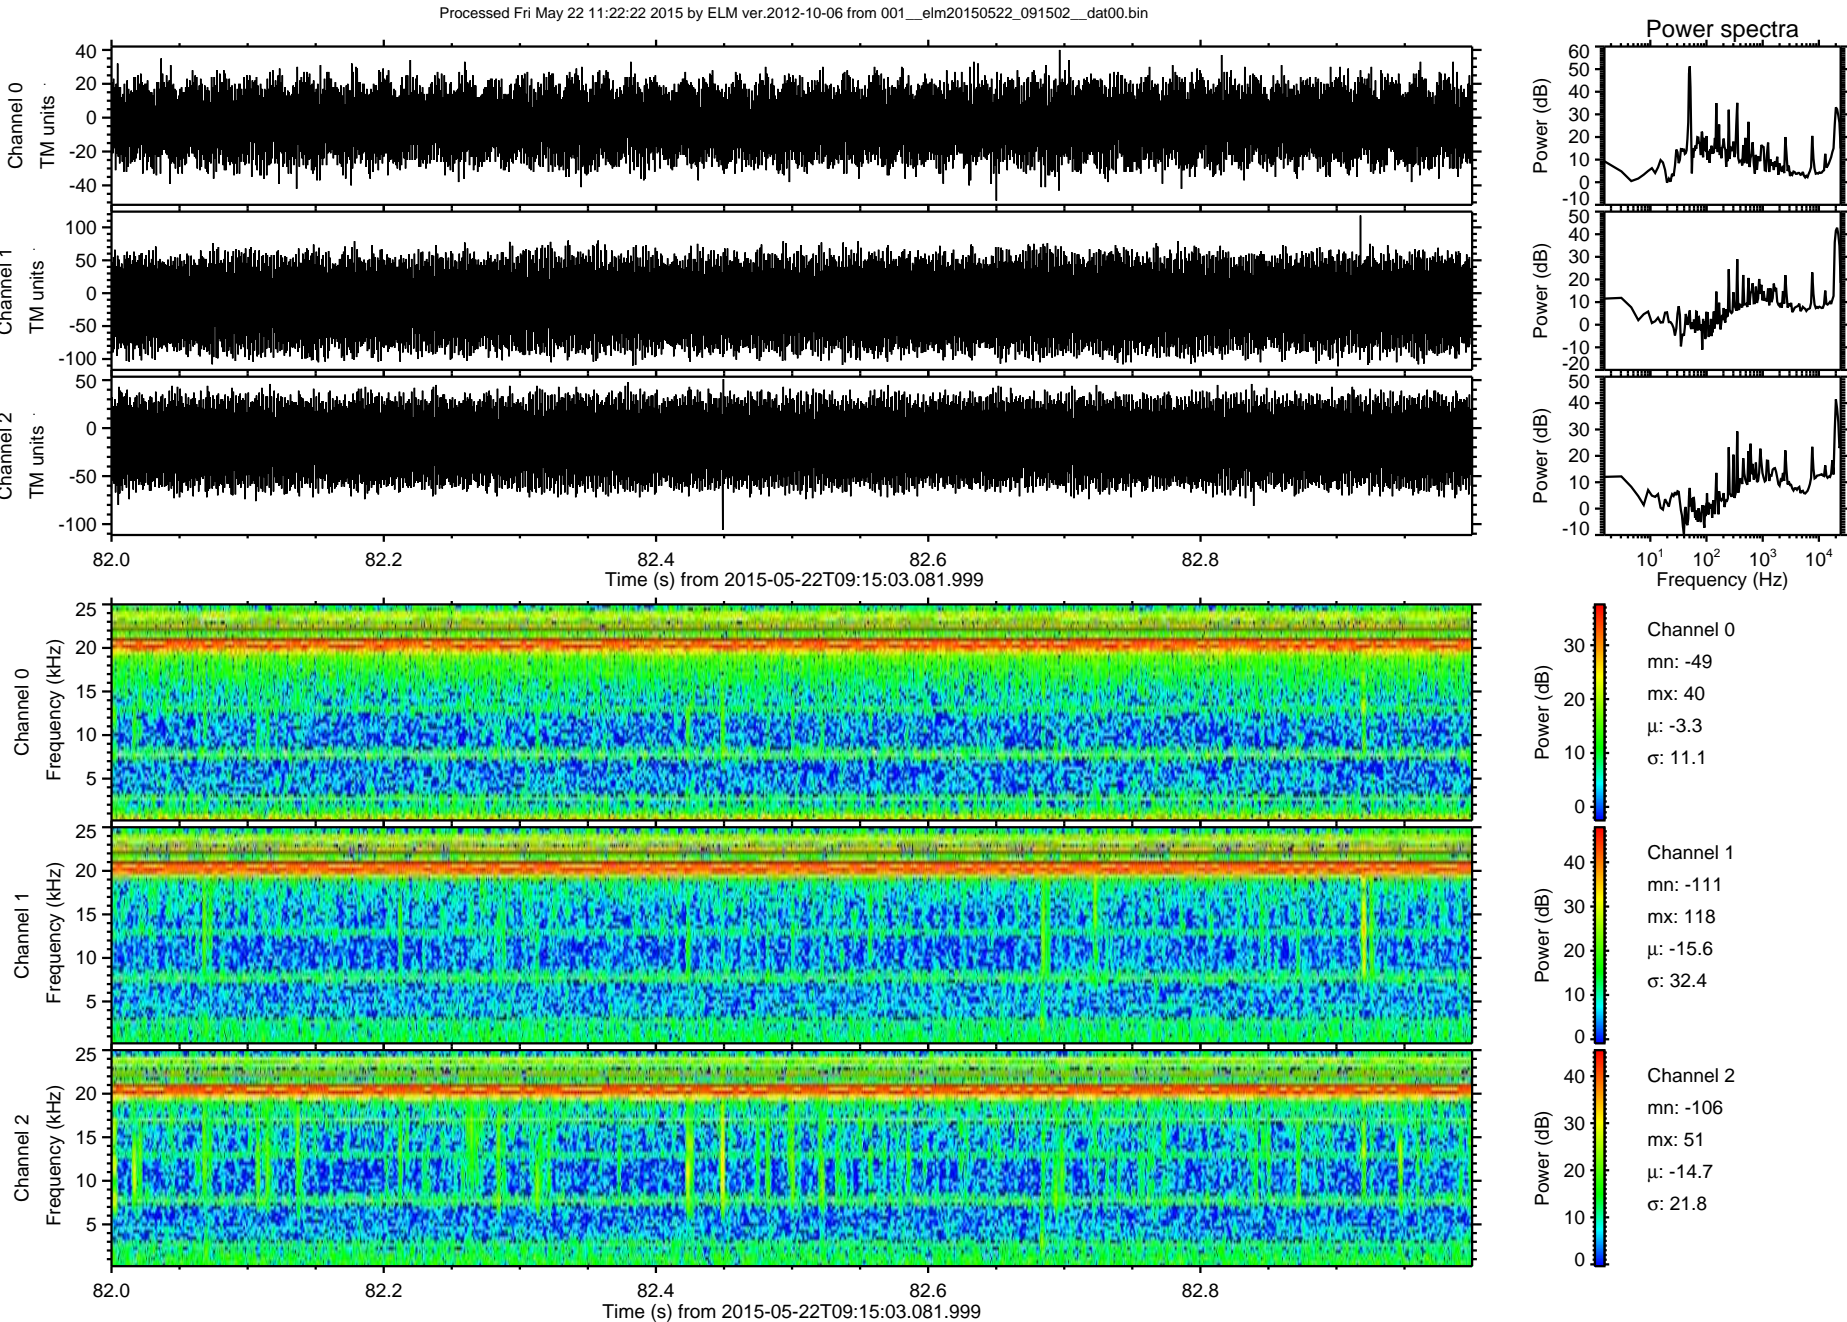 Processed Fri May 22 11:22:22 2015 by ELM ver.2012-10-06 from 001__elm20150522_091502__dat00.bin
Power spectra
Channel 0
TM units
40
20
0
-20
-40
Power (dB)
60
50
40
30
20
10
0
-10
Channel 1
TM units
100
50
0
-50
-100
Power (dB)
50
40
30
20
10
0
-10
-20
Channel 2
TM units
50
0
-50
-100
Power (dB)
50
40
30
20
10
0
-10
82.0 82.2 82.4 82.6 82.8
Time (s) from 2015-05-22T09:15:03.081.999
10^1 10^2 10^3 10^4
Frequency (Hz)
Channel 0
Frequency (kHz)
25
20
15
10
5
Power (dB)
30
20
10
0
Channel 0
mn: -49
mx: 40
μ: -3.3
σ: 11.1
Channel 1
Frequency (kHz)
25
20
15
10
5
Power (dB)
40
30
20
10
0
Channel 1
mn: -111
mx: 118
μ: -15.6
σ: 32.4
Channel 2
Frequency (kHz)
25
20
15
10
5
Power (dB)
40
30
20
10
0
Channel 2
mn: -106
mx: 51
μ: -14.7
σ: 21.8
82.0 82.2 82.4 82.6 82.8
Time (s) from 2015-05-22T09:15:03.081.999